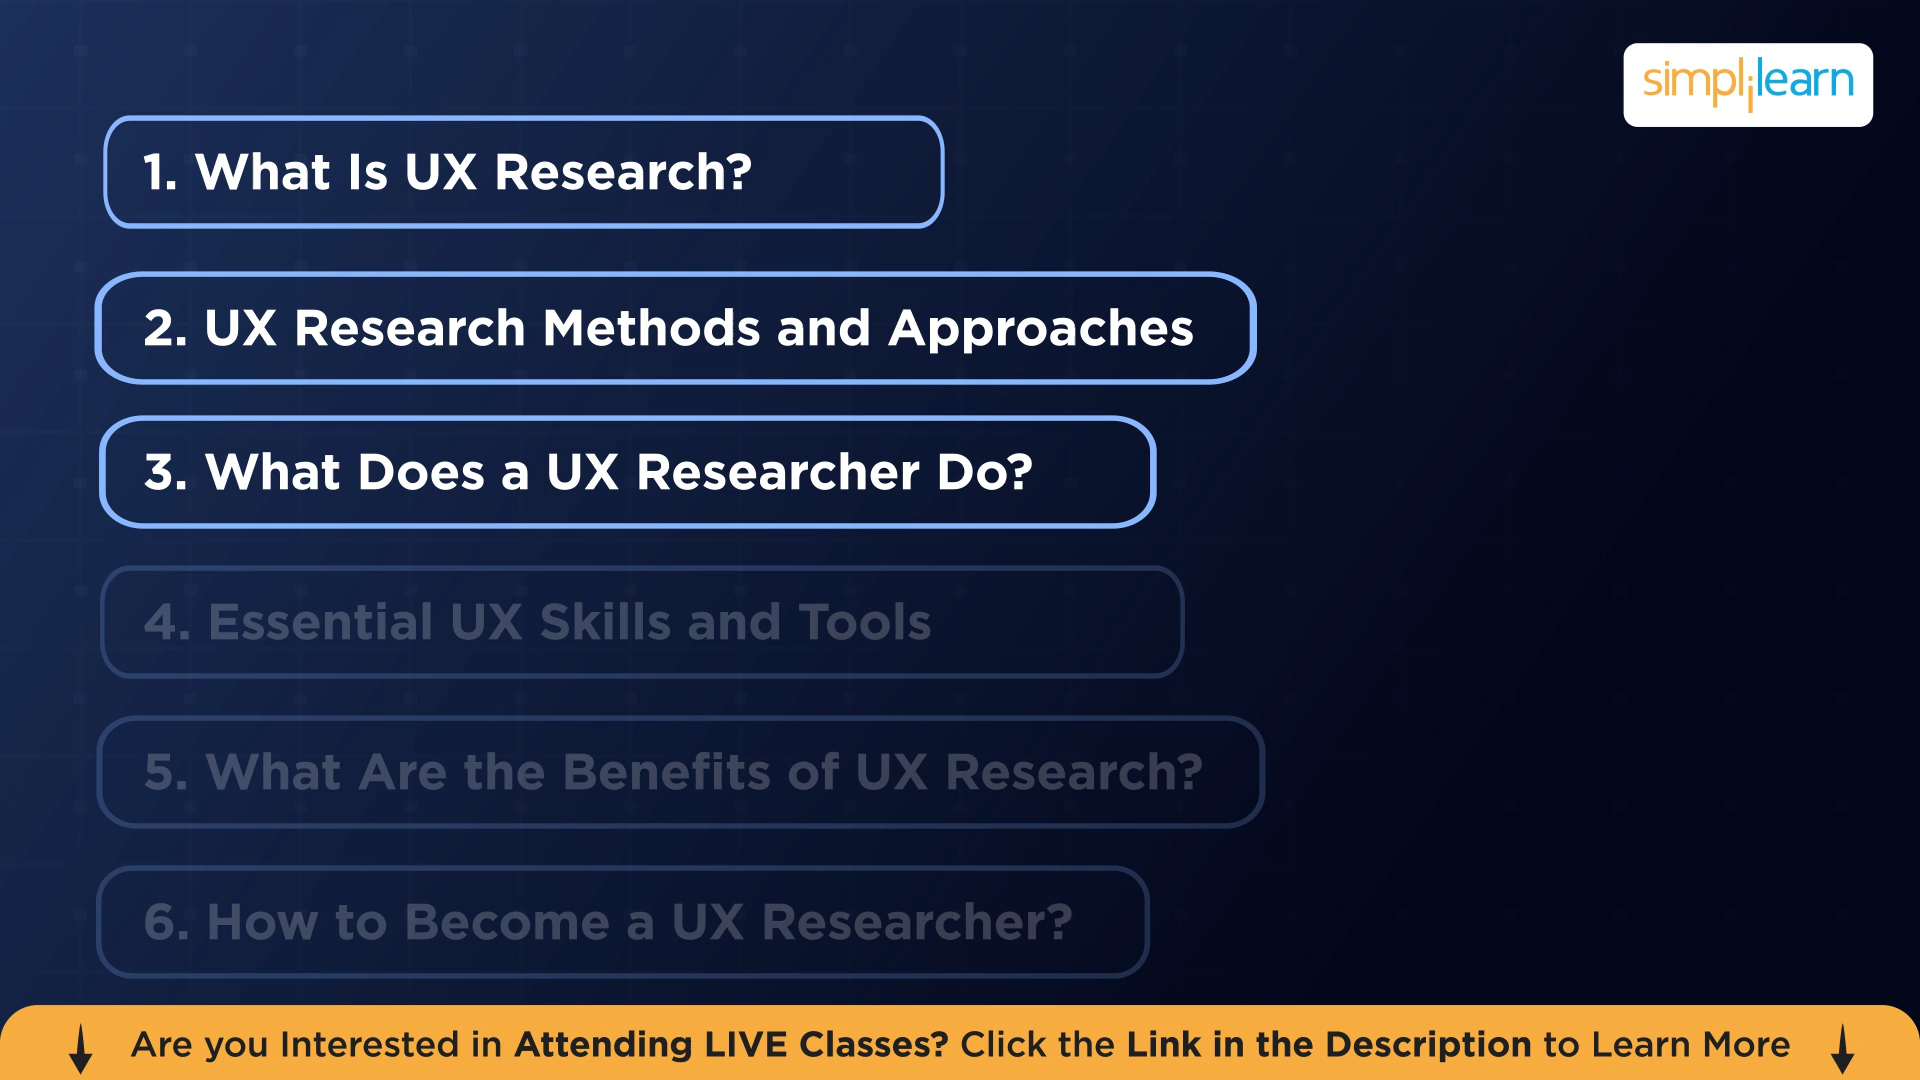 simplilearn
1. What Is UX Research?
2. UX Research Methods and Approaches
3. What Does a UX Researcher Do?
4. Essential UX Skills and Tools
5. What Are the Benefits of UX Research?
6. How to Become a UX Researcher?
Are you Interested in Attending LIVE Classes? Click the Link in the Description to Learn More